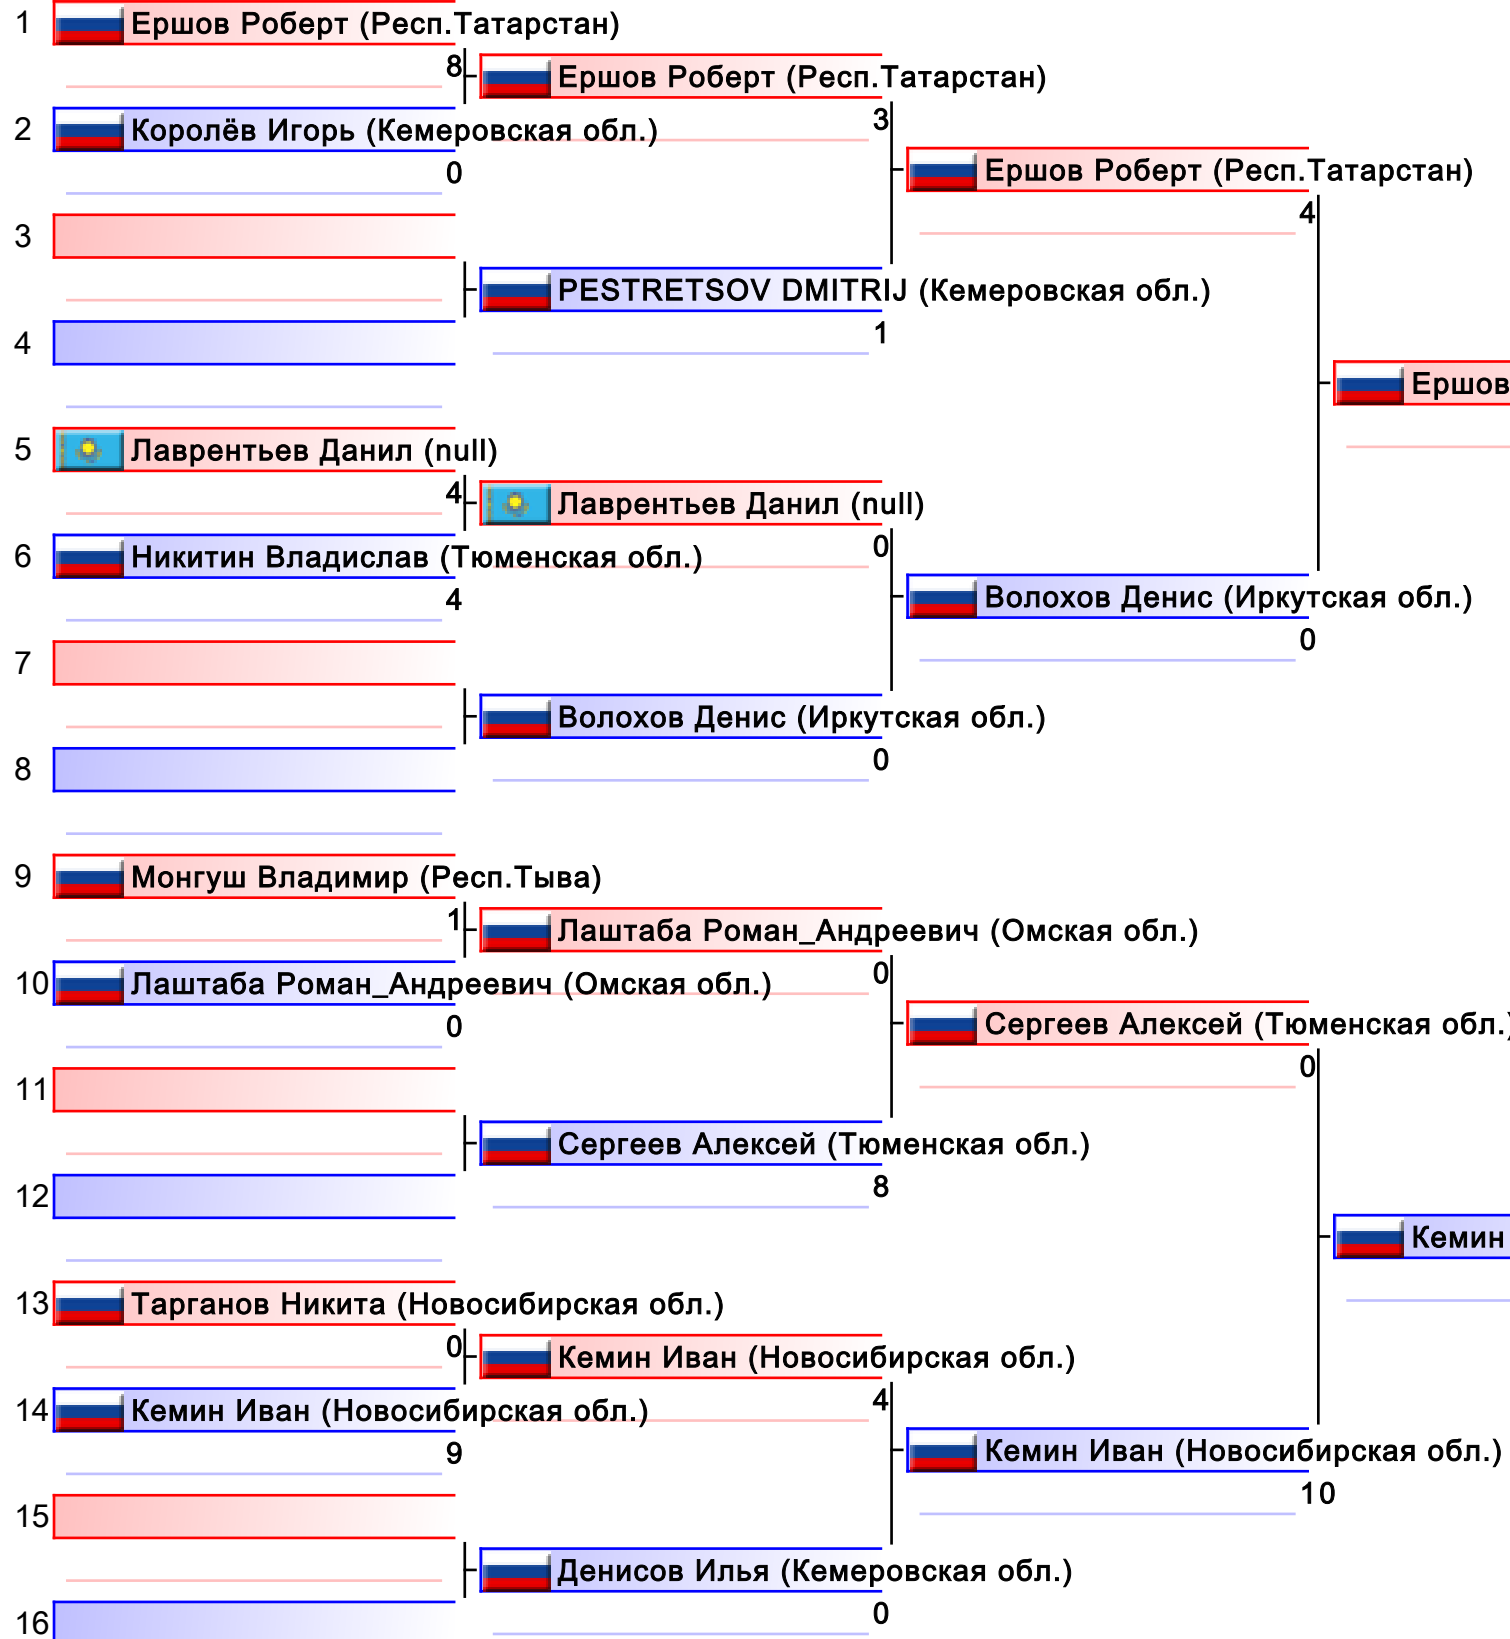 1 Ершов Роберт (Респ.Татарстан)
8 Ершов Роберт (Респ.Татарстан)
2 Королёв Игорь (Кемеровская обл.)
3
0
Ершов Роберт (Респ.Татарстан)
4
3
PESTRETSOV DMITRIJ (Кемеровская обл.)
1
4
Ершов
5 Лаврентьев Данил (null)
4 Лаврентьев Данил (null)
6 Никитин Владислав (Тюменская обл.)
0
4
Волохов Денис (Иркутская обл.)
0
7
Волохов Денис (Иркутская обл.)
0
8
9 Монгуш Владимир (Респ.Тыва)
1 Лаштаба Роман_Андреевич (Омская обл.)
10 Лаштаба Роман_Андреевич (Омская обл.)
0
0
Сергеев Алексей (Тюменская обл.)
0
11
Сергеев Алексей (Тюменская обл.)
8
12
Кемин
13 Тарганов Никита (Новосибирская обл.)
0 Кемин Иван (Новосибирская обл.)
14 Кемин Иван (Новосибирская обл.)
4
9
Кемин Иван (Новосибирская обл.)
10
15
Денисов Илья (Кемеровская обл.)
0
16